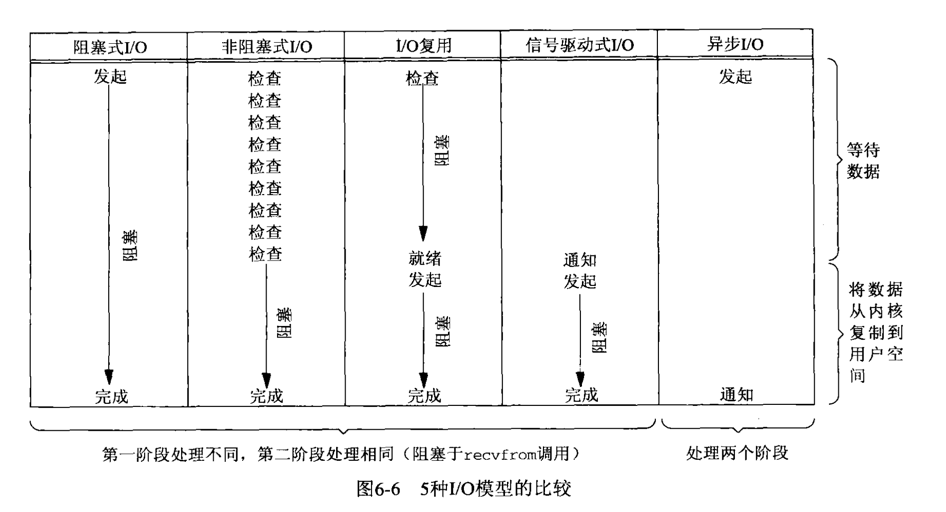 阻塞式I/O 非阻塞式I/O I/O复用 信号驱动式I/O 异步I/O
发起 检查 检查 发起
检查
检查
检查
检查
检查
检查
检查
检查
阻塞
阻塞
就绪 通知
发起 发起
阻塞
阻塞
阻塞
完成 完成 完成 完成 通知
等待
数据
将数据
从内核
复制到
用户空
间
第一阶段处理不同，第二阶段处理相同（阻塞于recvfrom调用） 处理两个阶段
图6-6 5种I/O模型的比较